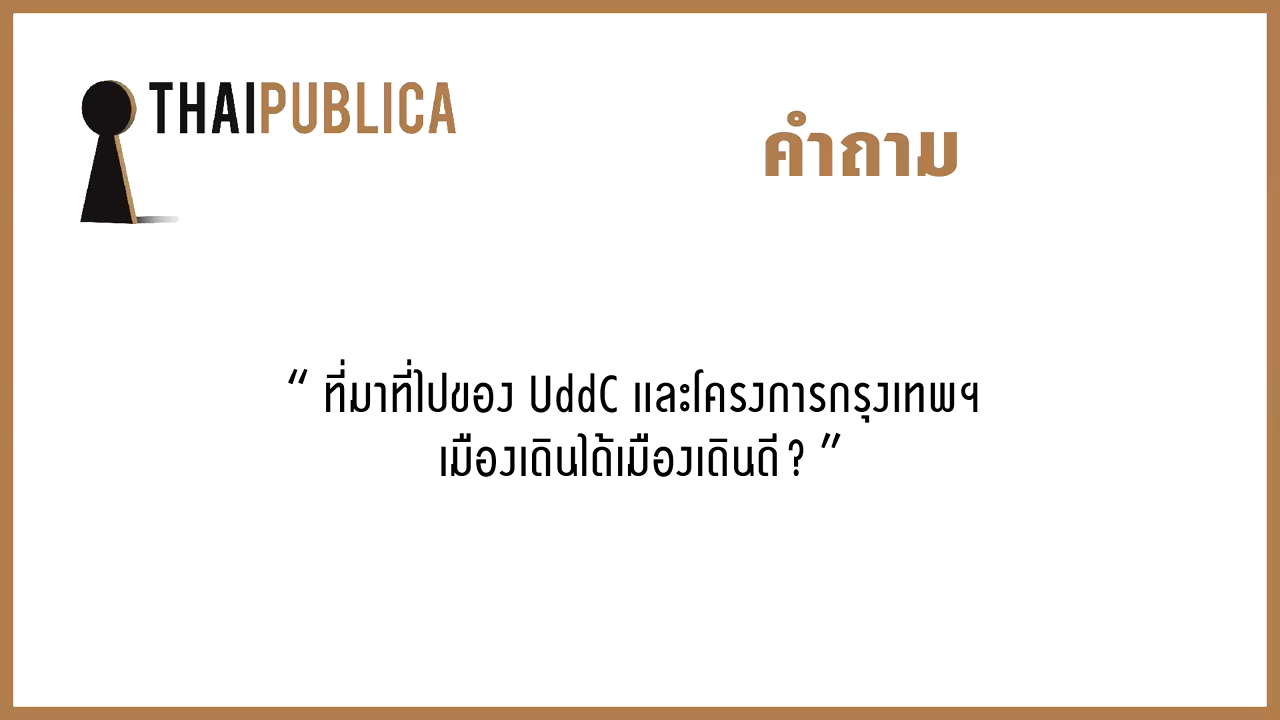 THAIPUBLICA
คำถาม
“ ที่มาที่ไปของ UddC และโครงการกรุงเทพฯ
เมืองเดินได้เมืองเดินดี ? ”